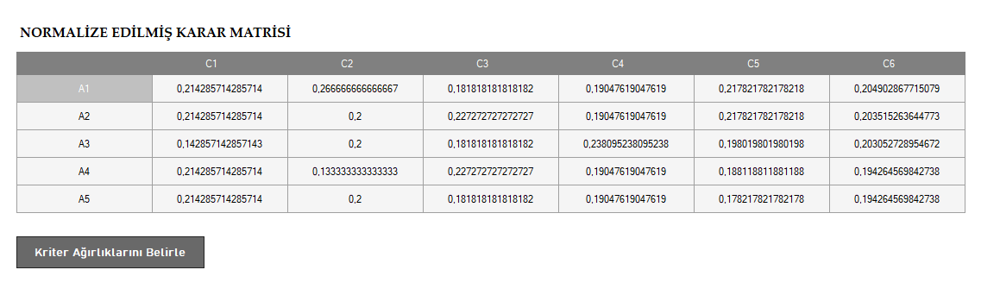 NORMALİZE EDİLMİŞ KARAR MATRİSİ
C1 C2 C3 C4 C5 C6
A1 0,214285714285714 0,266666666666667 0,181818181818182 0,19047619047619 0,217821782178218 0,204902867715079
A2 0,214285714285714 0,2 0,227272727272727 0,19047619047619 0,217821782178218 0,203515263644773
A3 0,142857142857143 0,2 0,181818181818182 0,238095238095238 0,198019801980198 0,203052728954672
A4 0,214285714285714 0,133333333333333 0,227272727272727 0,19047619047619 0,188118811881188 0,194264569842738
A5 0,214285714285714 0,2 0,181818181818182 0,19047619047619 0,178217821782178 0,194264569842738
Kriter Ağırlıklarını Belirle